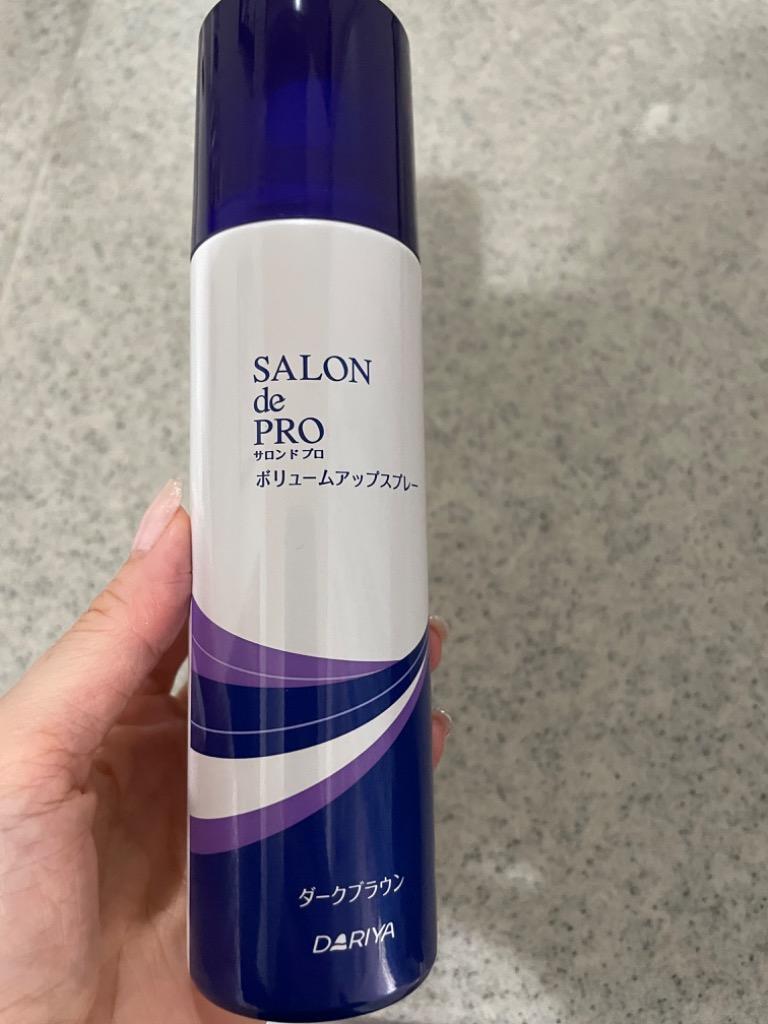 SALON
de
PRO
サロンド プロ
ボリュームアップスプレー
ダークブラウン
DARIYA